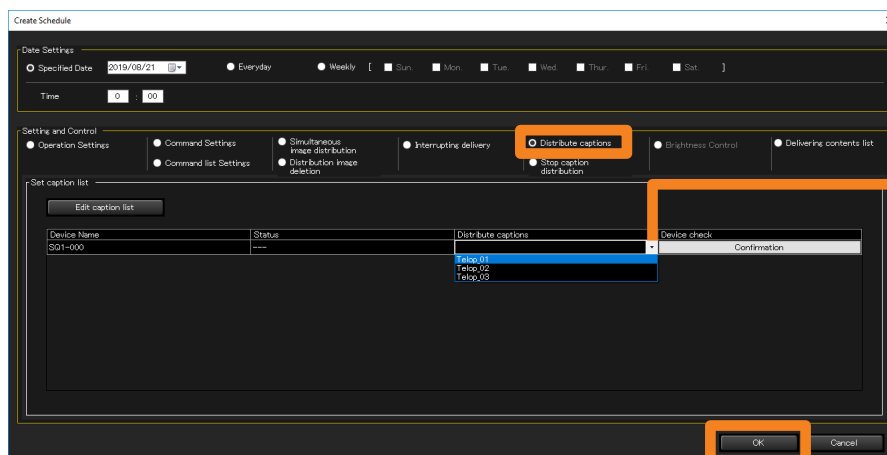 Create Schedule
Date Settings
Specified Date 2019/08/21 Everyday Weekly [ Sun. Mon. Tue. Wed. Thur. Fri. Sat. ]
Time 0 : 00
Setting and Control
Operation Settings Command Settings Simultaneous image distribution Interrupting delivery Distribute captions Brightness Control Delivering contents list
Command list Settings Distribution image deletion Stop caption distribution
Set caption list
Edit caption list
Device Name Status Distribute captions Device check
SQ1-000 --- Confirmation
Telop_01
Telop_02
Telop_03
OK Cancel